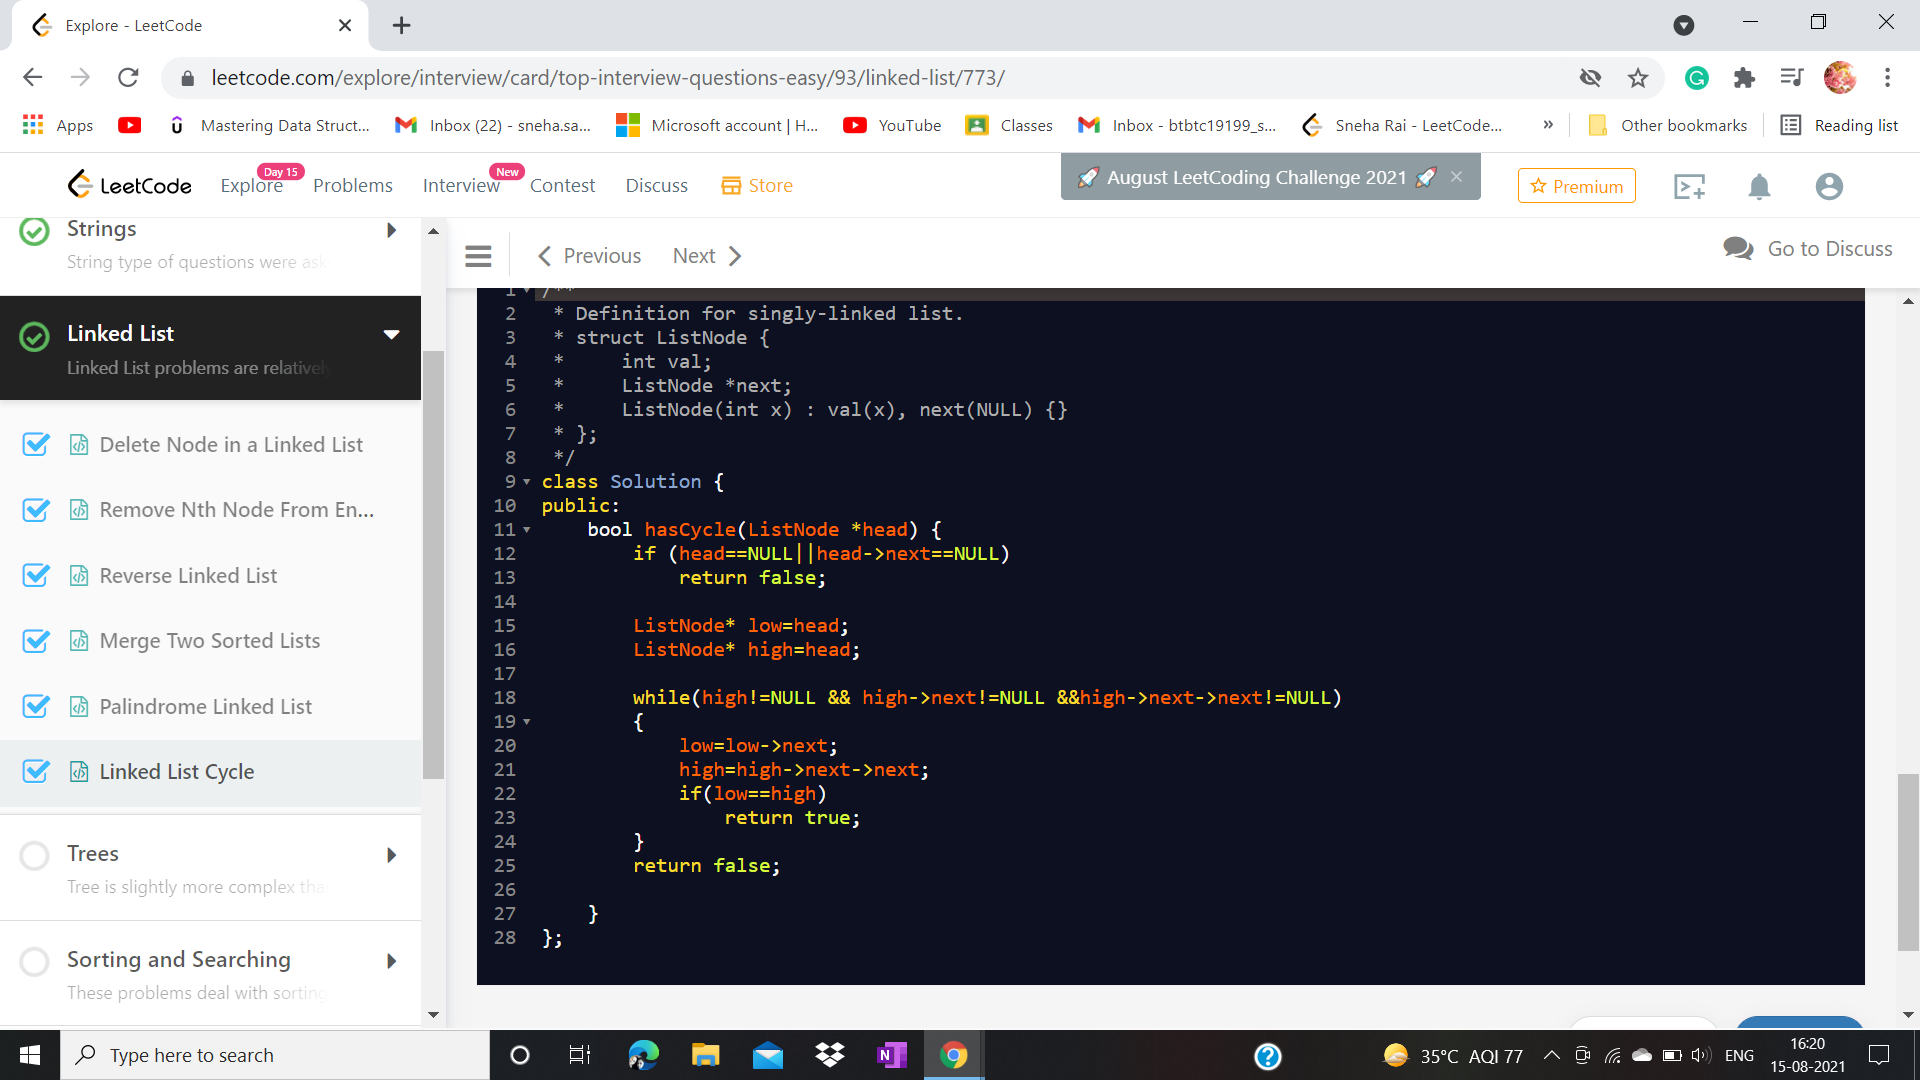 Explore - LeetCode
leetcode.com/explore/interview/card/top-interview-questions-easy/93/linked-list/773/
Apps
Mastering Data Struct...
Inbox (22) - sneha.sa...
Microsoft account | H...
YouTube
Classes
Inbox - btbtc19199_s...
Sneha Rai - LeetCode...
»
Other bookmarks
Reading list
LeetCode
Explore
Day 15
Problems
Interview
New
Contest
Discuss
Store
🚀 August LeetCoding Challenge 2021 🚀 ×
Premium
Strings
String type of questions were ask
Linked List
Linked List problems are relatively
Delete Node in a Linked List
Remove Nth Node From En...
Reverse Linked List
Merge Two Sorted Lists
Palindrome Linked List
Linked List Cycle
Trees
Tree is slightly more complex tha
Sorting and Searching
These problems deal with sorting
Previous
Next
Go to Discuss
1 /**
2  * Definition for singly-linked list.
3  * struct ListNode {
4  *     int val;
5  *     ListNode *next;
6  *     ListNode(int x) : val(x), next(NULL) {}
7  * };
8  */
9 class Solution {
10 public:
11     bool hasCycle(ListNode *head) {
12         if (head==NULL||head->next==NULL)
13             return false;
14
15         ListNode* low=head;
16         ListNode* high=head;
17
18         while(high!=NULL && high->next!=NULL &&high->next->next!=NULL)
19         {
20             low=low->next;
21             high=high->next->next;
22             if(low==high)
23                 return true;
24         }
25         return false;
26
27     }
28 };
Type here to search
35°C AQI 77
ENG
16:20
15-08-2021